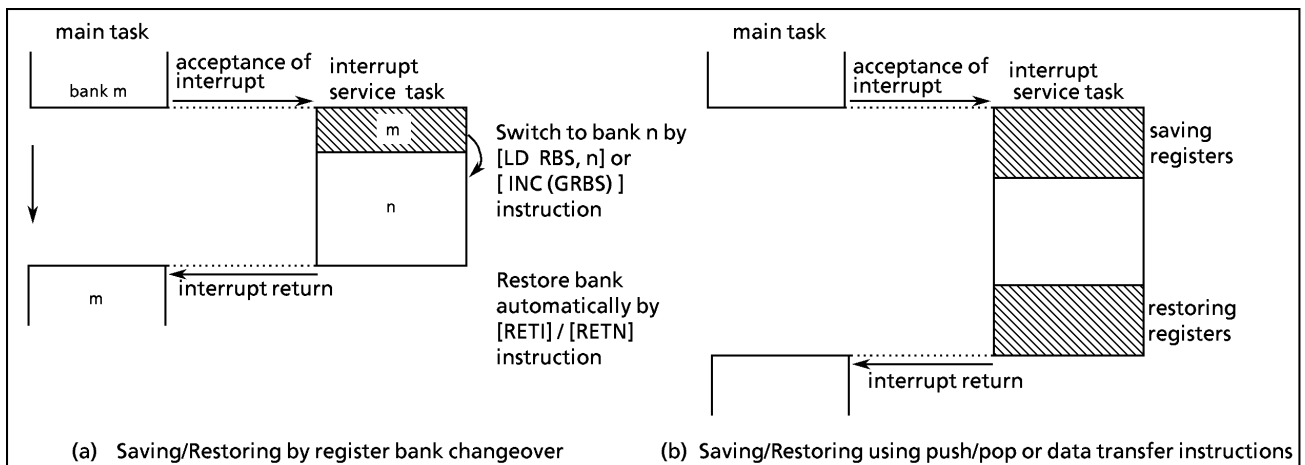 main task
acceptance of
interrupt
interrupt
service task
bank m
m
Switch to bank n by
[LD RBS, n] or
[ INC (GRBS) ]
instruction
n
interrupt return
m
Restore bank
automatically by
[RETI] / [RETN]
instruction
(a) Saving/Restoring by register bank changeover
main task
acceptance of
interrupt
interrupt
service task
saving
registers
restoring
registers
interrupt return
(b) Saving/Restoring using push/pop or data transfer instructions